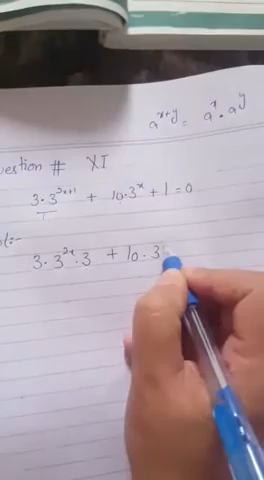 a^{x+y} = a^x · a^y
uestion # XI
3·3^{2x+1} + 10·3^x + 1 = 0
ol:-
3·3^{2x}·3 + 10·3